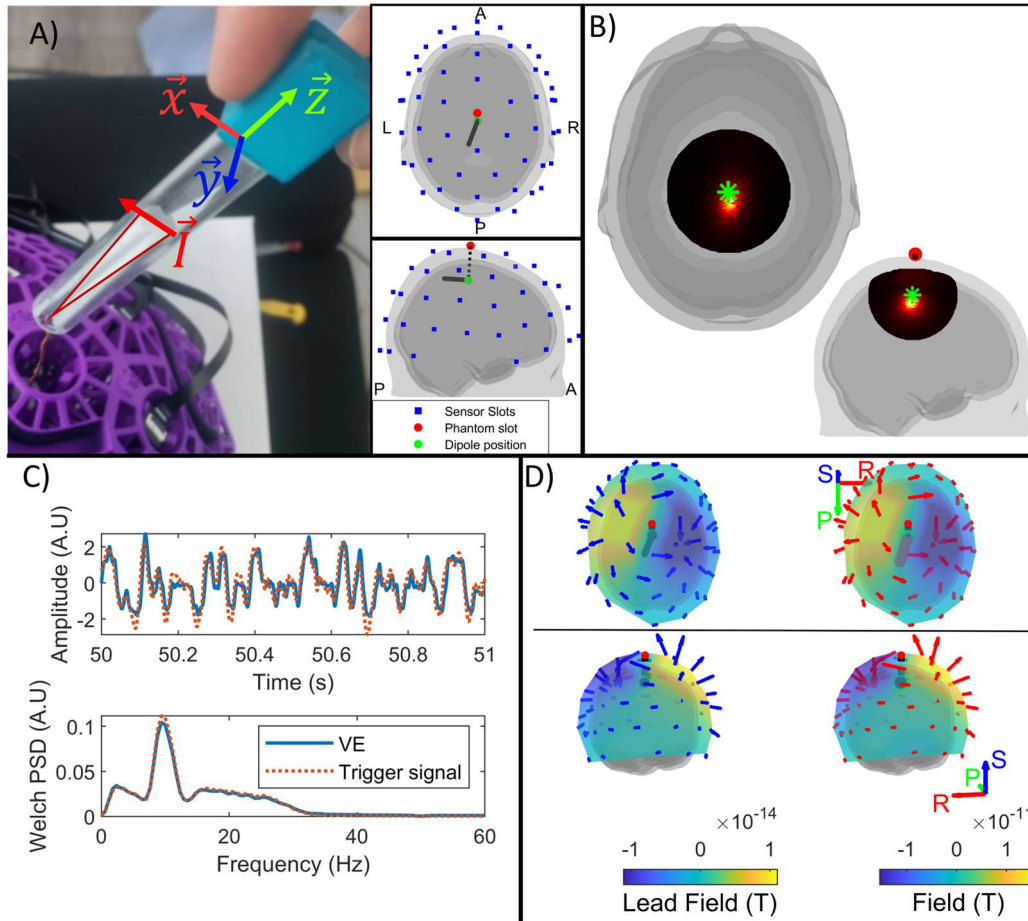 A)
x
z
y
I
A
L
R
P
P
A
Sensor Slots
Phantom slot
Dipole position
B)
C)
Amplitude (A.U)
2
0
-2
50
50.2
50.4
50.6
50.8
51
Time (s)
Welch PSD (A.U)
0.1
0.05
0
VE
Trigger signal
0
20
40
60
Frequency (Hz)
D)
S
R
P
S
P
R
×10-14
-1
0
1
Lead Field (T)
×10-11
-1
0
1
Field (T)